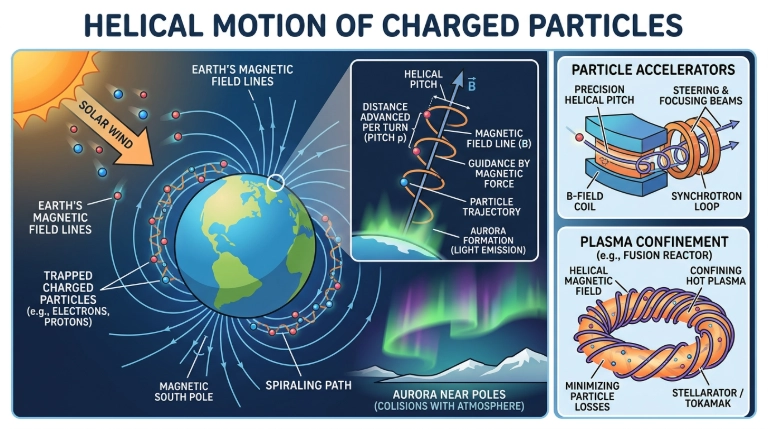 HELICAL MOTION OF CHARGED PARTICLES
SOLAR WIND
EARTH'S MAGNETIC
FIELD LINES
EARTH'S
MAGNETIC
FIELD LINES
TRAPPED
CHARGED
PARTICLES
(e.g., ELECTRONS,
PROTONS)
MAGNETIC
SOUTH POLE
SPIRALING PATH
HELICAL
PITCH
B
DISTANCE
ADVANCED
PER TURN
(PITCH p)
MAGNETIC
FIELD LINE (B)
GUIDANCE BY
MAGNETIC
FORCE
PARTICLE
TRAJECTORY
AURORA
FORMATION
(LIGHT EMISSION)
AURORA NEAR POLES
(COLISIONS WITH ATMOSPHERE)
PARTICLE ACCELERATORS
PRECISION
HELICAL PITCH
STEERING &
FOCUSING BEAMS
B-FIELD
COIL
SYNCHROTRON
LOOP
PLASMA CONFINEMENT
(e.g., FUSION REACTOR)
HELICAL
MAGNETIC
FIELD
CONFINING
HOT PLASMA
MINIMIZING
PARTICLE
LOSSES
STELLARATOR /
TOKAMAK